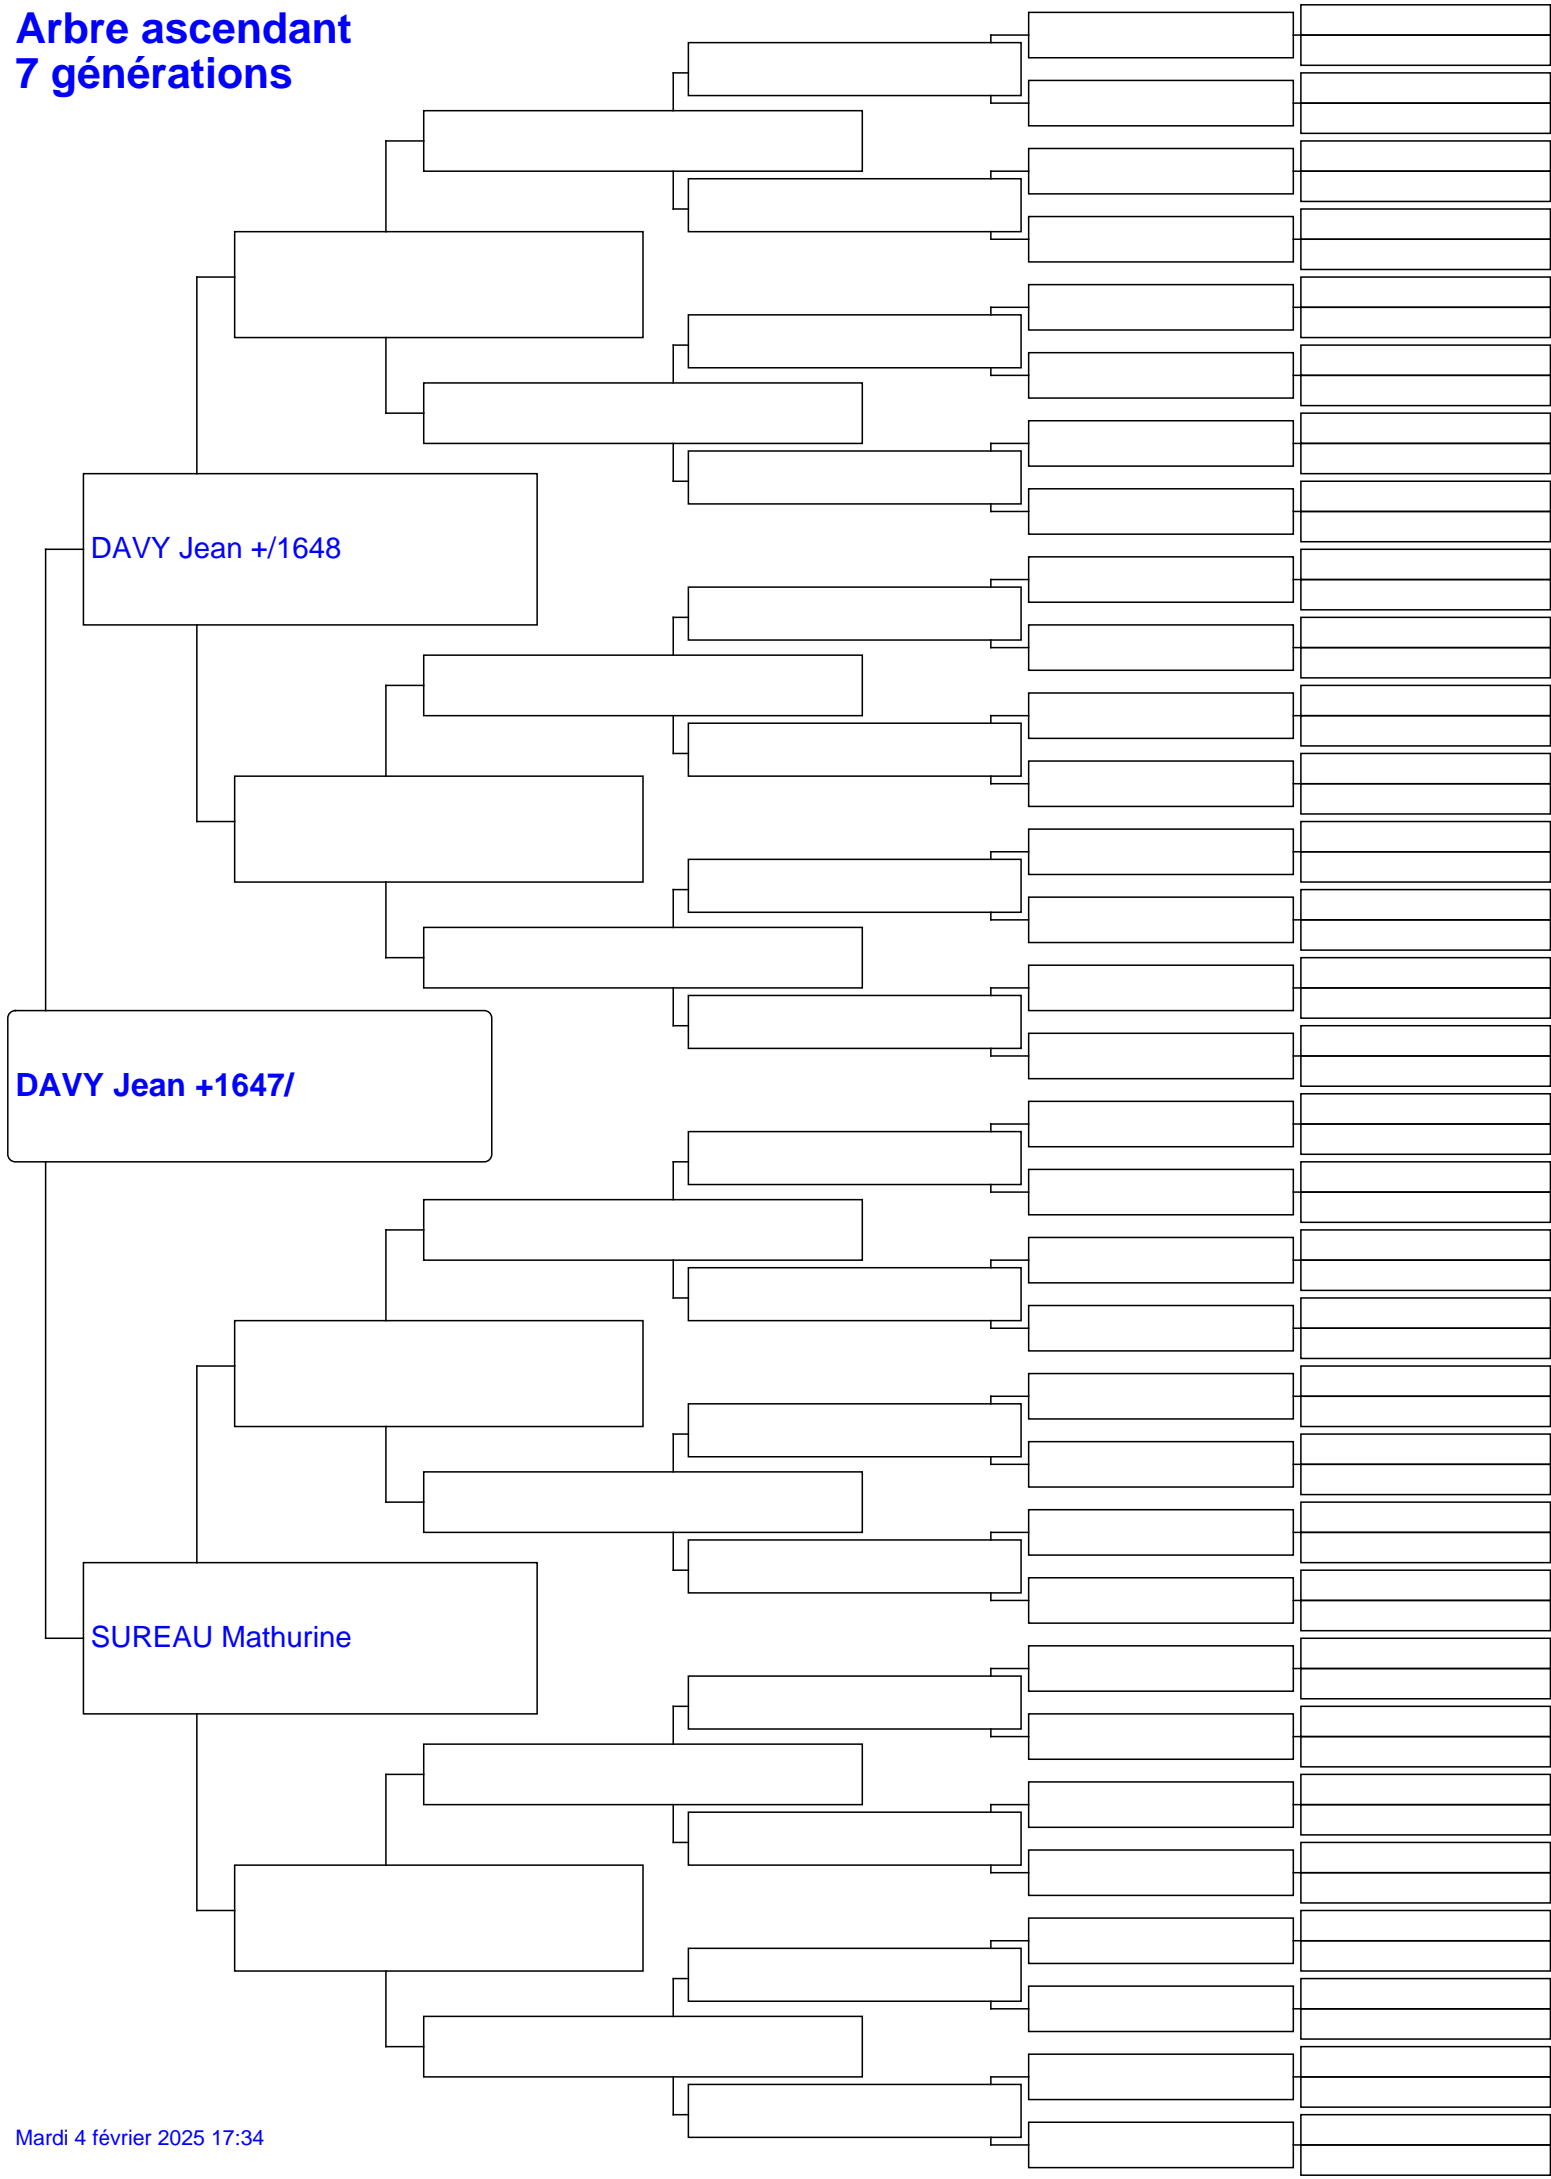 Arbre ascendant
7 générations
DAVY Jean +/1648
DAVY Jean +1647/
SUREAU Mathurine
Mardi 4 février 2025 17:34